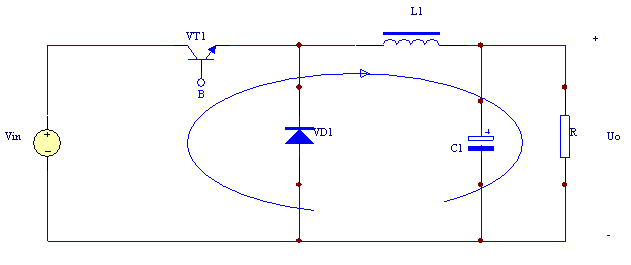 L1
VT1
+
B
Vin
+
VD1
+
C1
R
Uo
-
-